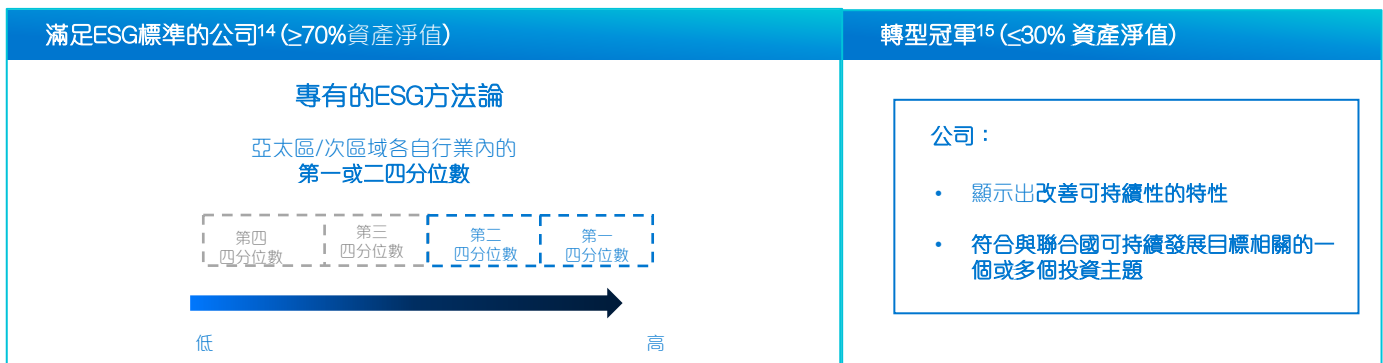 滿足ESG標準的公司¹⁴ (≥70%資產淨值)
專有的ESG方法論
亞太區/次區域各自行業內的
第一或二四分位數
第四
四分位數
第三
四分位數
第二
四分位數
第一
四分位數
低
高
轉型冠軍¹⁵ (≤30% 資產淨值)
公司：
• 顯示出改善可持續性的特性
• 符合與聯合國可持續發展目標相關的一
個或多個投資主題